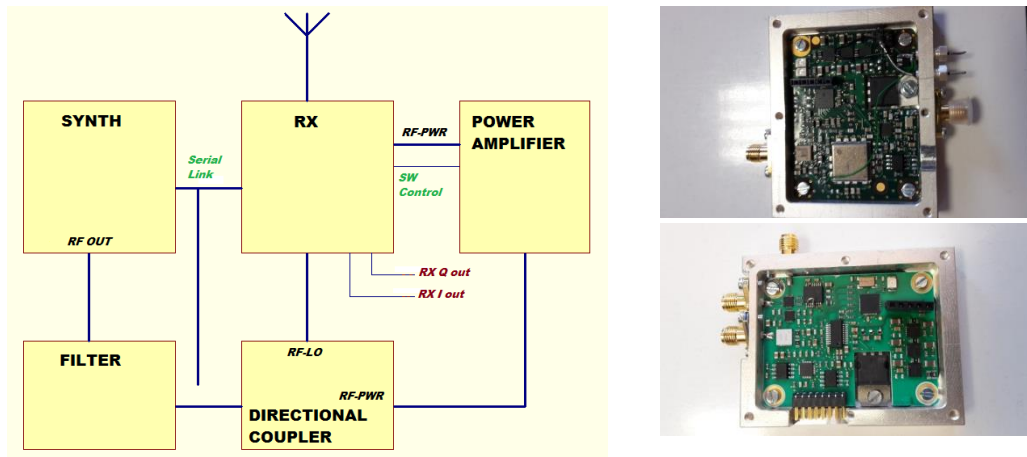 SYNTH
RX
POWER
AMPLIFIER
RF-PWR
Serial
Link
SW
Control
RF OUT
RX Q out
RX I out
FILTER
RF-LO
RF-PWR
DIRECTIONAL
COUPLER